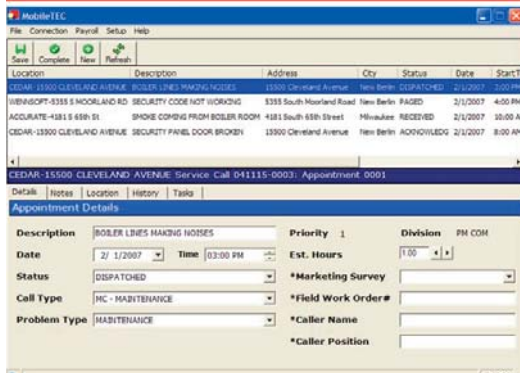 MobileTEC
File Connection Payroll Setup Help
Save Complete New Refresh
Location Description Address City Status Date Start T
CEDAR-15500 CLEVELAND AVENUE BOILER LINES MAKING NOISES 15500 Cleveland Avenue New Berlin DISPATCHED 2/1/2007 3:00 PM
WENNSOFT-5355 S MOORLAND RD SECURITY CODE NOT WORKING 5355 South Moorland Road New Berlin PAGED 2/1/2007 4:00 PM
ACCURATE-4181 S 65th St SMOKE COMING FROM BOILER ROOM 4181 South 65th Street Milwaukee RECEIVED 2/1/2007 10:00 A
CEDAR-15500 CLEVELAND AVENUE SECURITY PANEL DOOR BROKEN 15500 Cleveland Avenue New Berlin ACKNOWLEDG 2/1/2007 8:00 AM
CEDAR-15500 CLEVELAND AVENUE Service Call 041115-0003: Appointment 0001
Details Notes Location History Tasks
Appointment Details
Description BOILER LINES MAKING NOISES Priority 1 Division PM COM
Date 2/ 1/2007 Time 03:00 PM Est. Hours 1.00
Status DISPATCHED *Marketing Survey
Call Type MC - MAINTENANCE *Field Work Order#
Problem Type MAINTENANCE *Caller Name
*Caller Position